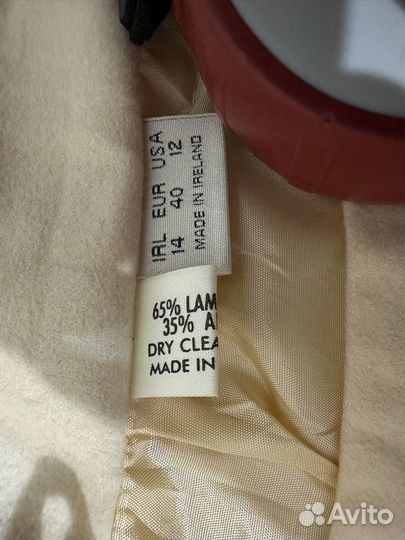 IRL EUR USA
14 40 12
MADE IN IRELAND
65% LAM
35% A
DRY CLEA
MADE IN
Avito